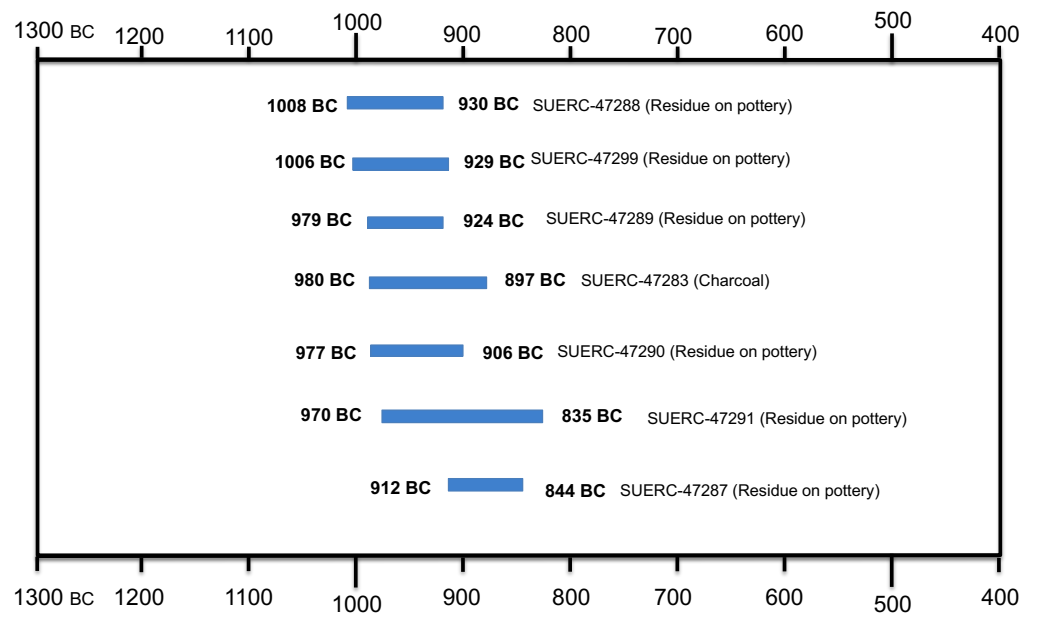 1300 BC 1200 1100 1000 900 800 700 600 500 400
1008 BC 930 BC SUERC-47288 (Residue on pottery)
1006 BC 929 BC SUERC-47299 (Residue on pottery)
979 BC 924 BC SUERC-47289 (Residue on pottery)
980 BC 897 BC SUERC-47283 (Charcoal)
977 BC 906 BC SUERC-47290 (Residue on pottery)
970 BC 835 BC SUERC-47291 (Residue on pottery)
912 BC 844 BC SUERC-47287 (Residue on pottery)
1300 BC 1200 1100 1000 900 800 700 600 500 400